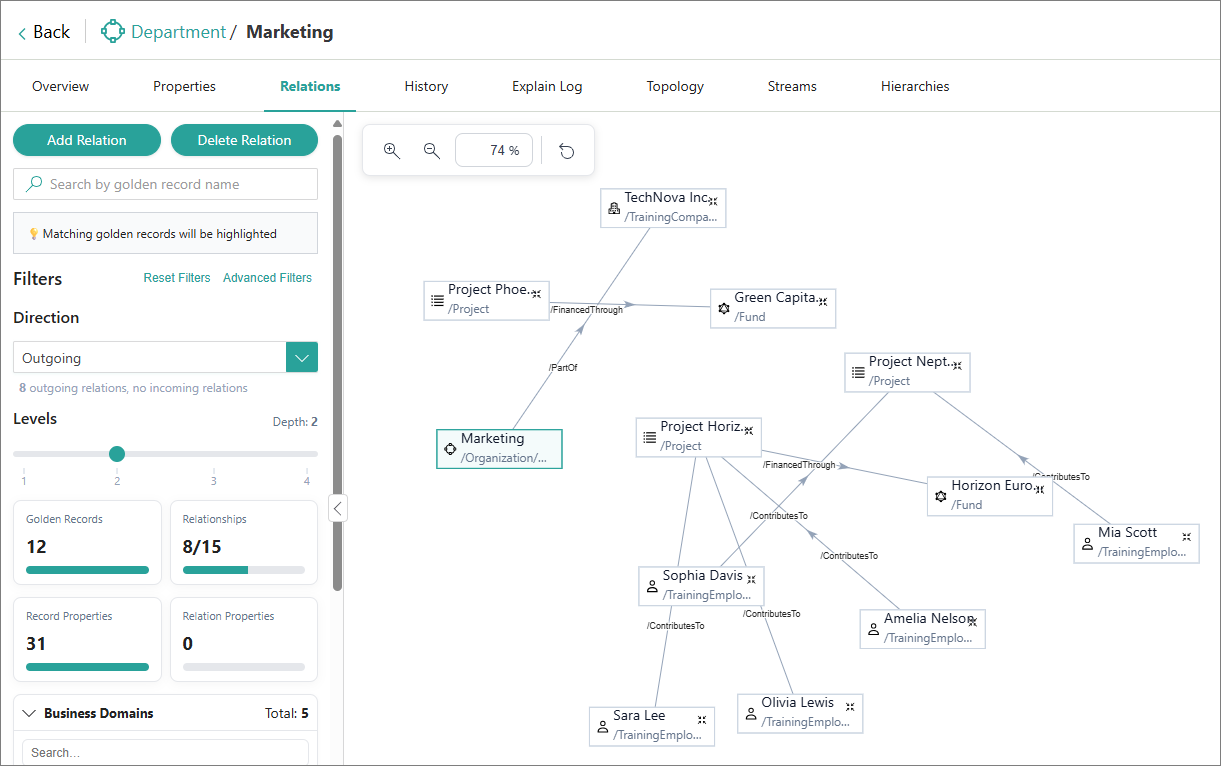 Back
Department / Marketing
Overview
Properties
Relations
History
Explain Log
Topology
Streams
Hierarchies
Add Relation
Delete Relation
Search by golden record name
Matching golden records will be highlighted
Filters
Reset Filters
Advanced Filters
Direction
Outgoing
8 outgoing relations, no incoming relations
Levels
Depth: 2
1
2
3
4
Golden Records
12
Relationships
8/15
Record Properties
31
Relation Properties
0
Business Domains
Total: 5
Search...
74 %
TechNova Inc.
/TrainingCompa...
Project Phoe...
/Project
/FinancedThrough
Green Capita...
/Fund
/PartOf
Marketing
/Organization/...
Project Nept...
/Project
Project Horiz...
/Project
/FinancedThrough
Horizon Euro...
/Fund
/ContributesTo
/ContributesTo
Mia Scott
/TrainingEmplo...
/ContributesTo
Sophia Davis
/TrainingEmplo...
/ContributesTo
/ContributesTo
Amelia Nelson
/TrainingEmplo...
Olivia Lewis
/TrainingEmplo...
Sara Lee
/TrainingEmplo...